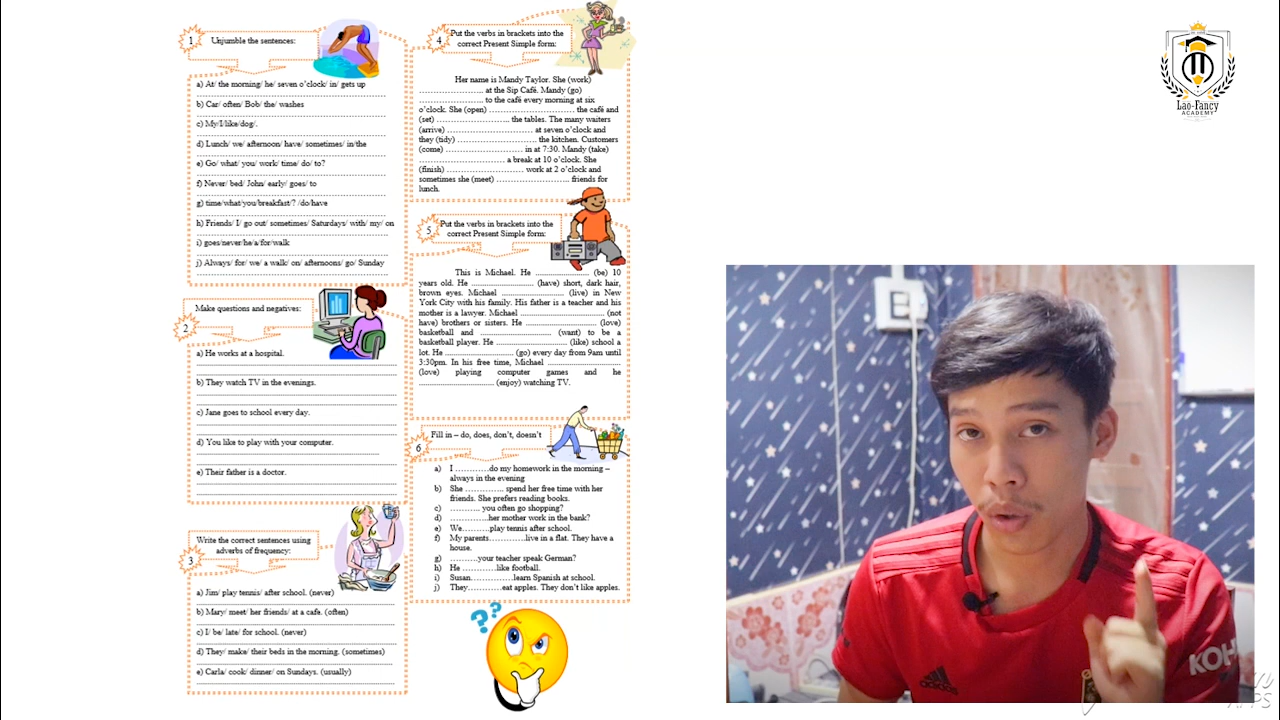 1
Unjumble the sentences:
a) At/ the morning/ he/ seven o'clock/ in/ gets up
b) Car/ often/ Bob/ the/ washes
c) My/I/like/dog/.
d) Lunch/ we/ afternoon/ have/ sometimes/ in/the
e) Go/ what/ you/ work/ time/ do/ to?
f) Never/ bed/ John/ early/ goes/ to
g) time/what/you/breakfast/? /do/have
h) Friends/ I/ go out/ sometimes/ Saturdays/ with/ my/ on
i) goes/never/he/a/for/walk
j) Always/ for/ we/ a walk/ on/ afternoons/ go/ Sunday
2
Make questions and negatives:
a) He works at a hospital.
b) They watch TV in the evenings.
c) Jane goes to school every day.
d) You like to play with your computer.
e) Their father is a doctor.
3
Write the correct sentences using
adverbs of frequency:
a) Jim/ play tennis/ after school. (never)
b) Mary/ meet/ her friends/ at a cafe. (often)
c) I/ be/ late/ for school. (never)
d) They/ make/ their beds in the morning. (sometimes)
e) Carla/ cook/ dinner/ on Sundays. (usually)
4
Put the verbs in brackets into the
correct Present Simple form:
Her name is Mandy Taylor. She (work)
........................ at the Sip Café. Mandy (go)
........................ to the café every morning at six
o'clock. She (open) ................................ the café and
(set) ............................ the tables. The many waiters
(arrive) ................................ at seven o'clock and
they (tidy) .............................. the kitchen. Customers
(come) .............................. in at 7:30. Mandy (take)
................................ a break at 10 o'clock. She
(finish) ............................. work at 2 o'clock and
sometimes she (meet) ........................... friends for
lunch.
5
Put the verbs in brackets into the
correct Present Simple form:
This is Michael. He .................... (be) 10
years old. He ....................... (have) short, dark hair,
brown eyes. Michael ....................... (live) in New
York City with his family. His father is a teacher and his
mother is a lawyer. Michael ............................... (not
have) brothers or sisters. He .......................... (love)
basketball and .......................... (want) to be a
basketball player. He .......................... (like) school a
lot. He .......................... (go) every day from 9am until
3:30pm. In his free time, Michael ..........................
(love) playing computer games and he
............................ (enjoy) watching TV.
6
Fill in – do, does, don't, doesn't
a) I ............do my homework in the morning –
always in the evening
b) She .............. spend her free time with her
friends. She prefers reading books.
c) ........... you often go shopping?
d) ..............her mother work in the bank?
e) We..........play tennis after school.
f) My parents.............live in a flat. They have a
house.
g) ..........your teacher speak German?
h) He ............like football.
i) Susan...............learn Spanish at school.
j) They............eat apples. They don't like apples.
??
Lao-Fancy
ACADEMY